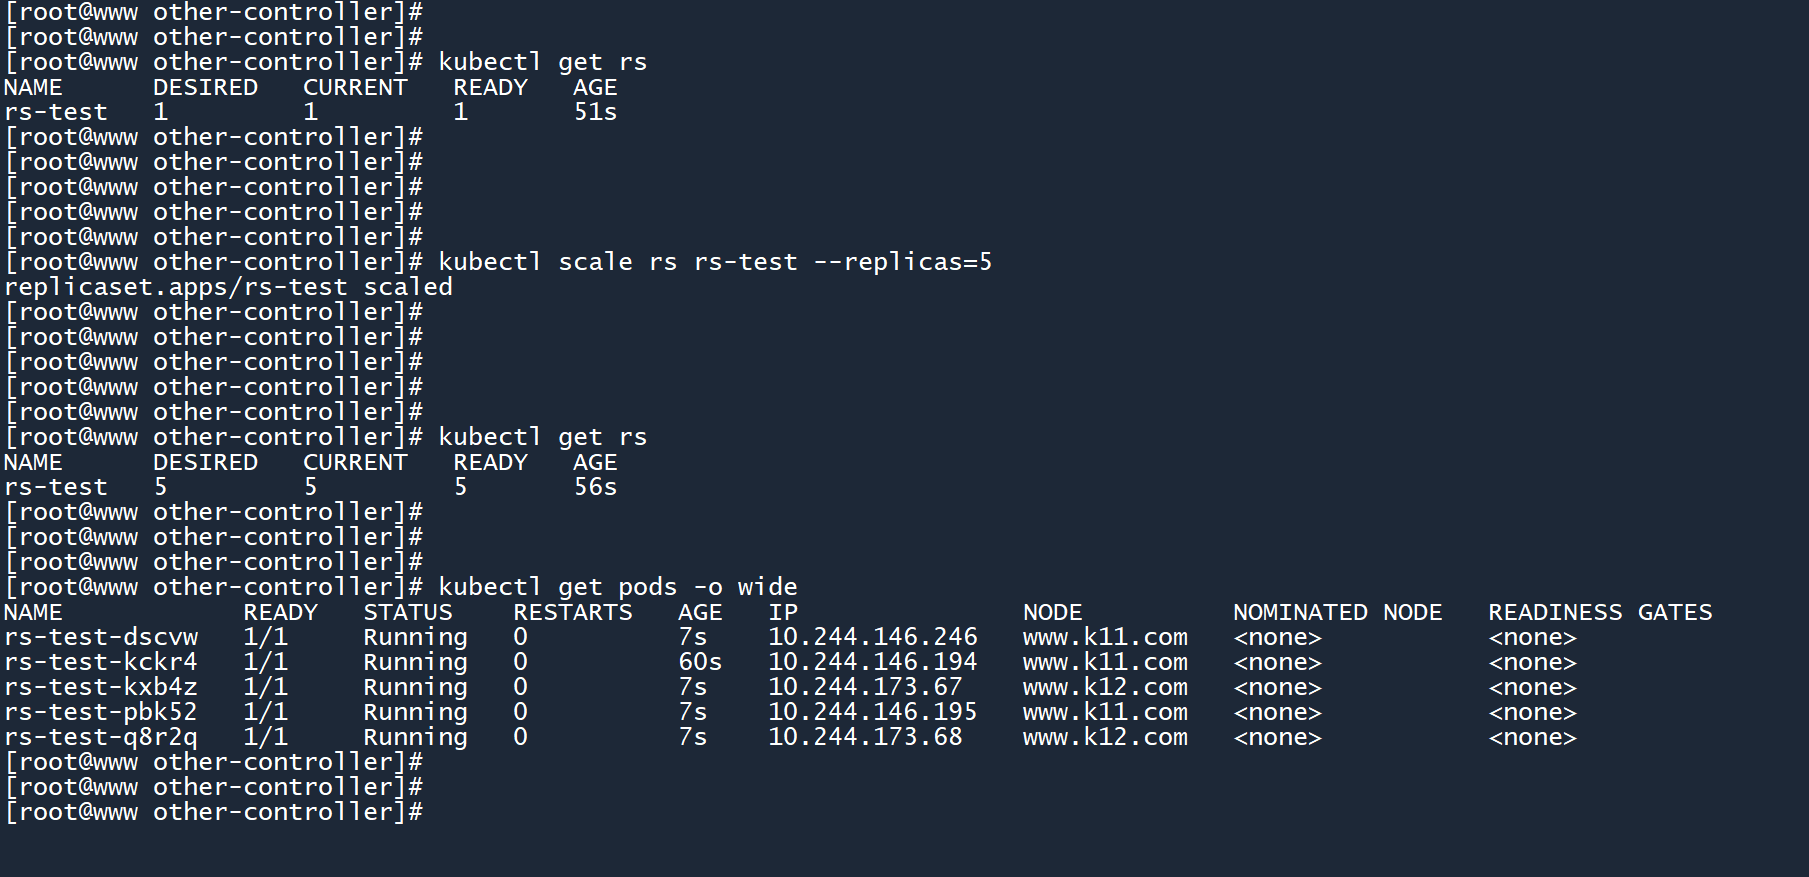 [root@www other-controller]#
[root@www other-controller]#
[root@www other-controller]# kubectl get rs
NAME      DESIRED   CURRENT   READY   AGE
rs-test   1         1         1       51s
[root@www other-controller]#
[root@www other-controller]#
[root@www other-controller]#
[root@www other-controller]#
[root@www other-controller]#
[root@www other-controller]# kubectl scale rs rs-test --replicas=5
replicaset.apps/rs-test scaled
[root@www other-controller]#
[root@www other-controller]#
[root@www other-controller]#
[root@www other-controller]#
[root@www other-controller]#
[root@www other-controller]# kubectl get rs
NAME      DESIRED   CURRENT   READY   AGE
rs-test   5         5         5       56s
[root@www other-controller]#
[root@www other-controller]#
[root@www other-controller]#
[root@www other-controller]# kubectl get pods -o wide
NAME            READY   STATUS    RESTARTS   AGE   IP               NODE          NOMINATED NODE   READINESS GATES
rs-test-dscvw   1/1     Running   0          7s    10.244.146.246   www.k11.com   <none>           <none>
rs-test-kckr4   1/1     Running   0          60s   10.244.146.194   www.k11.com   <none>           <none>
rs-test-kxb4z   1/1     Running   0          7s    10.244.173.67    www.k12.com   <none>           <none>
rs-test-pbk52   1/1     Running   0          7s    10.244.146.195   www.k11.com   <none>           <none>
rs-test-q8r2q   1/1     Running   0          7s    10.244.173.68    www.k12.com   <none>           <none>
[root@www other-controller]#
[root@www other-controller]#
[root@www other-controller]#